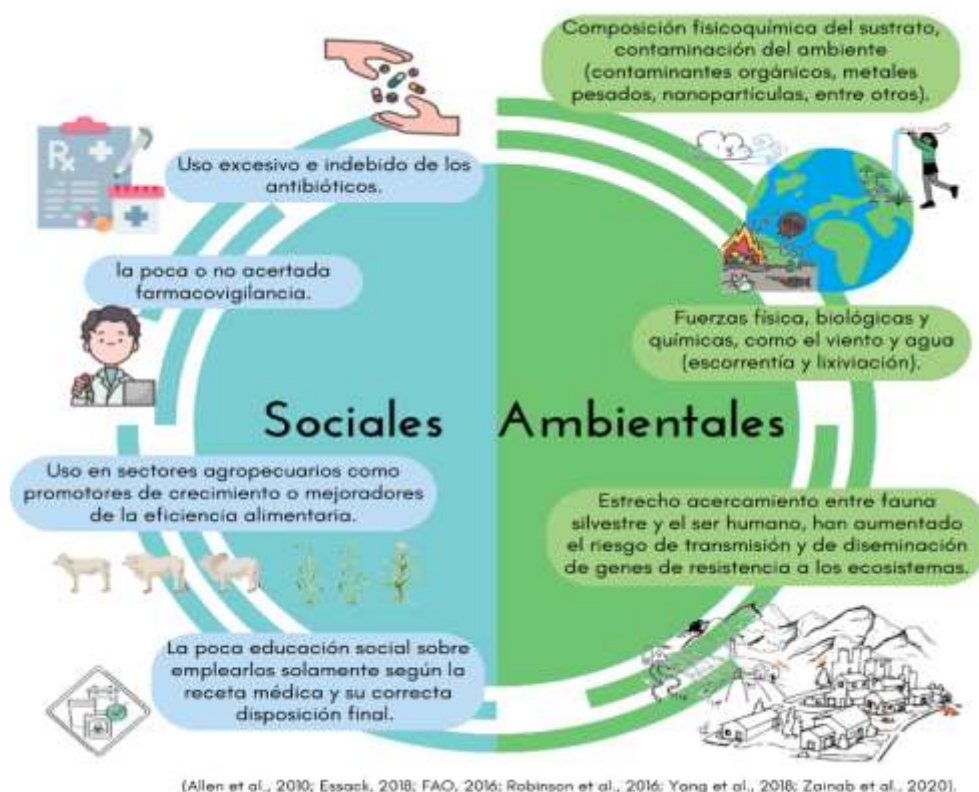 Composición fisicoquímica del sustrato,
contaminación del ambiente
(contaminantes orgánicos, metales
pesados, nanopartículas, entre otros).
Rx
Uso excesivo e indebido de los
antibióticos.
la poca o no acertada
farmacovigilancia.
Fuerzas física, biológicas y
químicas, como el viento y agua
(escorrentía y lixiviación).
Sociales
Ambientales
Uso en sectores agropecuarios como
promotores de crecimiento o mejoradores
de la eficiencia alimentaria.
Estrecho acercamiento entre fauna
silvestre y el ser humano, han aumentado
el riesgo de transmisión y de diseminación
de genes de resistencia a los ecosistemas.
La poca educación social sobre
emplearlos solamente según la
receta médica y su correcta
disposición final.
(Allen et al., 2010; Essack, 2018; FAO, 2016; Robinson et al., 2016; Yang et al., 2018; Zainab et al., 2020).